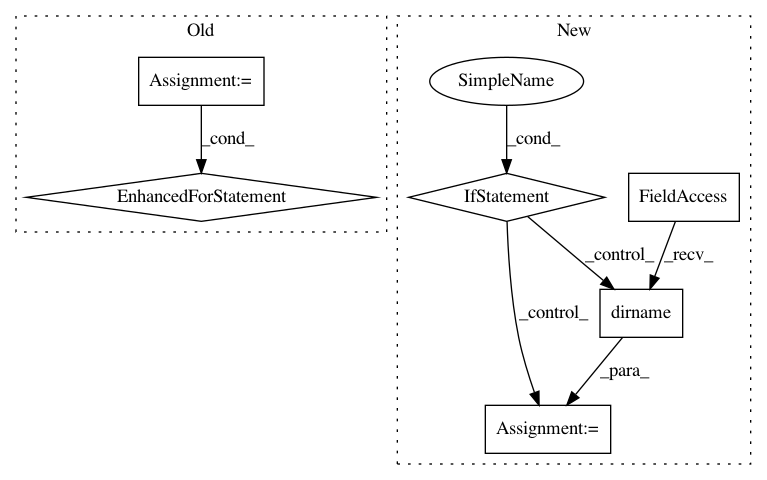 Old
New
Assignment:=
SimpleName
_cond_
_cond_
EnhancedForStatement
IfStatement
FieldAccess
_control_
_recv_
_control_
dirname
_para_
Assignment:=